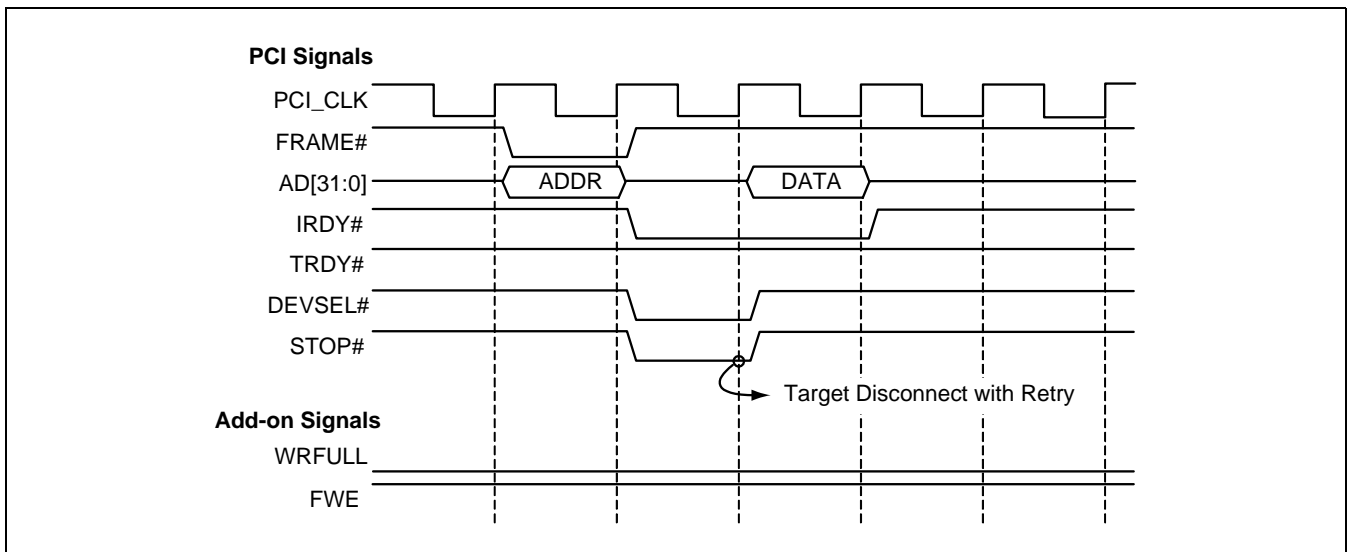 PCI Signals
PCI_CLK
FRAME#
AD[31:0]
ADDR
DATA
IRDY#
TRDY#
DEVSEL#
STOP#
Target Disconnect with Retry
Add-on Signals
WRFULL
FWE